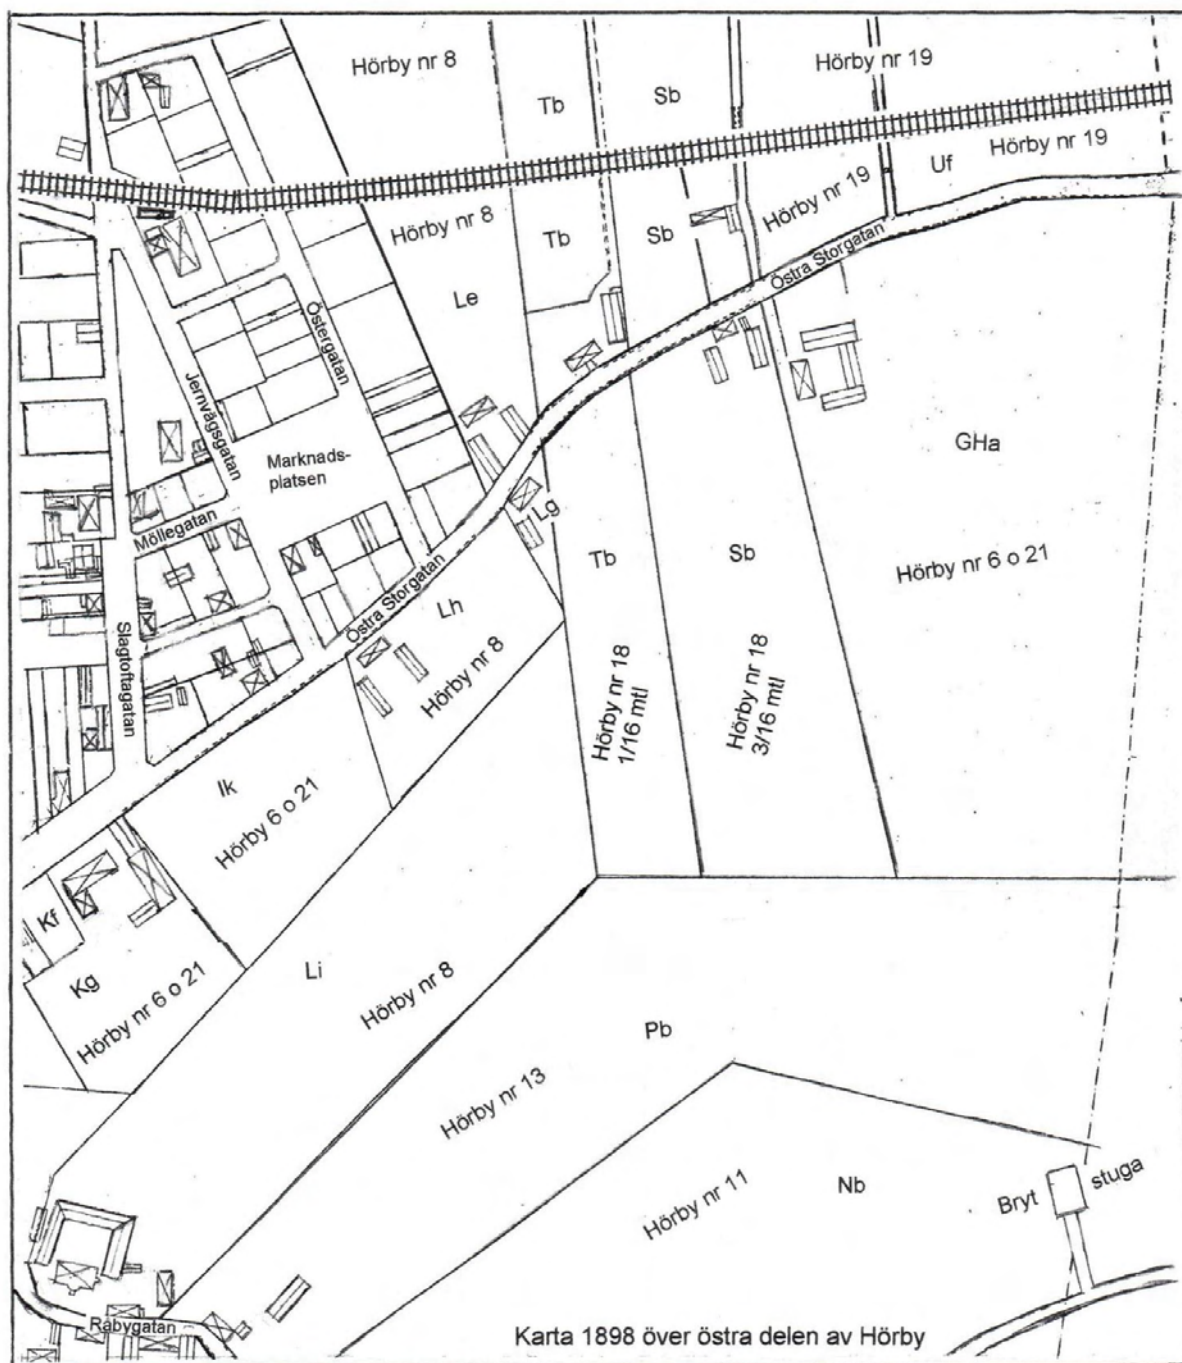 Hörby nr 8
Hörby nr 19
Tb
Sb
Uf
Hörby nr 19
Hörby nr 8
Tb
Sb
Hörby nr 19
Östra Storgatan
Le
Östergatan
Jernvägsgatan
Marknads-
platsen
GHa
Lg
Möllegatan
Tb
Sb
Hörby nr 6 o 21
Östra Storgatan
Lh
Hörby nr 8
Slagtoftagatan
Hörby nr 18
1/16 mtl
Hörby nr 18
3/16 mtl
Ik
Hörby 6 o 21
Kf
Kg
Hörby nr 6 o 21
Li
Hörby nr 8
Pb
Hörby nr 13
Hörby nr 11
Nb
Bryt stuga
Råbygatan
Karta 1898 över östra delen av Hörby